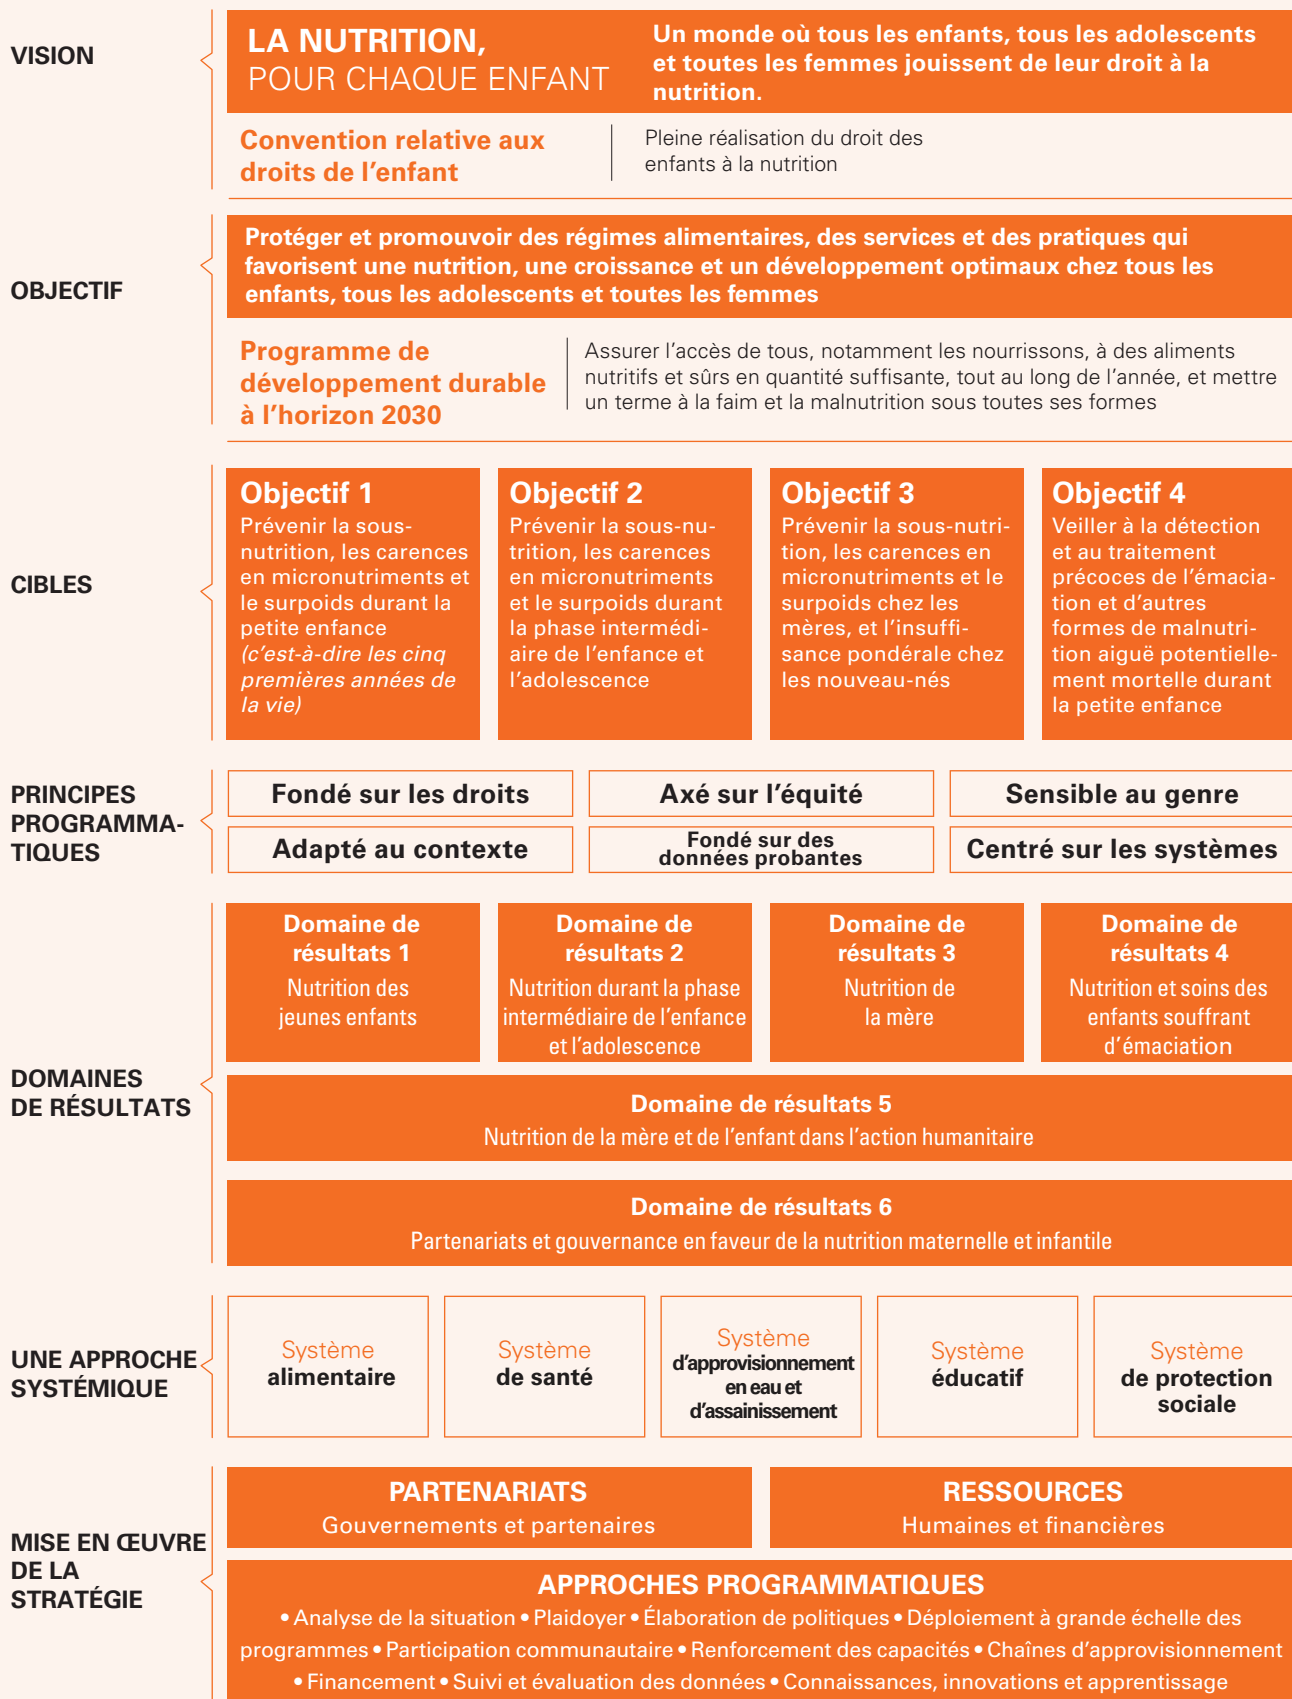 VISION
LA NUTRITION,
POUR CHAQUE ENFANT
Un monde où tous les enfants, tous les adolescents
et toutes les femmes jouissent de leur droit à la
nutrition.
Convention relative aux
droits de l'enfant
Pleine réalisation du droit des
enfants à la nutrition
OBJECTIF
Protéger et promouvoir des régimes alimentaires, des services et des pratiques qui
favorisent une nutrition, une croissance et un développement optimaux chez tous les
enfants, tous les adolescents et toutes les femmes
Programme de
développement durable
à l'horizon 2030
Assurer l'accès de tous, notamment les nourrissons, à des aliments
nutritifs et sûrs en quantité suffisante, tout au long de l'année, et mettre
un terme à la faim et la malnutrition sous toutes ses formes
CIBLES
Objectif 1
Prévenir la sous-
nutrition, les carences
en micronutriments et
le surpoids durant la
petite enfance
(c'est-à-dire les cinq
premières années de
la vie)
Objectif 2
Prévenir la sous-nu-
trition, les carences
en micronutriments
et le surpoids durant
la phase intermédi-
aire de l'enfance et
l'adolescence
Objectif 3
Prévenir la sous-nutri-
tion, les carences en
micronutriments et le
surpoids chez les
mères, et l'insuffi-
sance pondérale chez
les nouveau-nés
Objectif 4
Veiller à la détection
et au traitement
précoces de l'émacia-
tion et d'autres
formes de malnutri-
tion aiguë potentielle-
ment mortelle durant
la petite enfance
PRINCIPES
PROGRAMMA-
TIQUES
Fondé sur les droits
Axé sur l'équité
Sensible au genre
Adapté au contexte
Fondé sur des
données probantes
Centré sur les systèmes
DOMAINES
DE RÉSULTATS
Domaine de
résultats 1
Nutrition des
jeunes enfants
Domaine de
résultats 2
Nutrition durant la phase
intermédiaire de l'enfance
et l'adolescence
Domaine de
résultats 3
Nutrition de
la mère
Domaine de
résultats 4
Nutrition et soins des
enfants souffrant
d'émaciation
Domaine de résultats 5
Nutrition de la mère et de l'enfant dans l'action humanitaire
Domaine de résultats 6
Partenariats et gouvernance en faveur de la nutrition maternelle et infantile
UNE APPROCHE
SYSTÉMIQUE
Système
alimentaire
Système
de santé
Système
d'approvisionnement
en eau et
d'assainissement
Système
éducatif
Système
de protection
sociale
MISE EN ŒUVRE
DE LA
STRATÉGIE
PARTENARIATS
Gouvernements et partenaires
RESSOURCES
Humaines et financières
APPROCHES PROGRAMMATIQUES
• Analyse de la situation • Plaidoyer • Élaboration de politiques • Déploiement à grande échelle des
programmes • Participation communautaire • Renforcement des capacités • Chaînes d'approvisionnement
• Financement • Suivi et évaluation des données • Connaissances, innovations et apprentissage